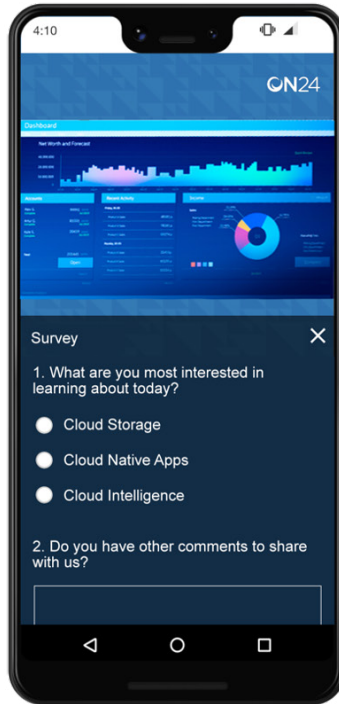 4:10
ON24
Dashboard
Net Worth and Forecast
Accounts
Recent Activity
Income
Survey
1. What are you most interested in
learning about today?
Cloud Storage
Cloud Native Apps
Cloud Intelligence
2. Do you have other comments to share
with us?